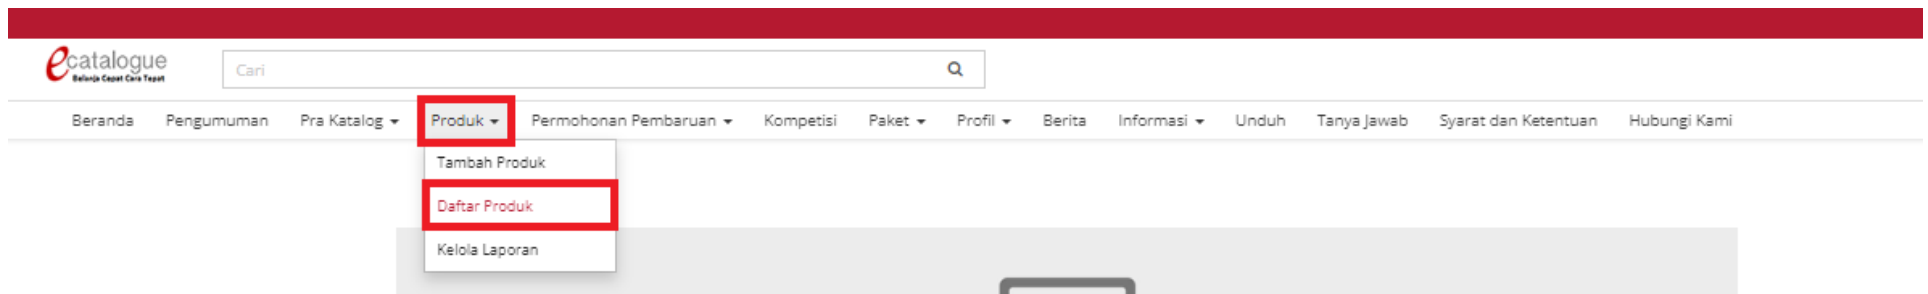 ecatalogue
Belanja Cepat Cara Tepat
Cari
Beranda Pengumuman Pra Katalog Produk Permohonan Pembaruan Kompetisi Paket Profil Berita Informasi Unduh Tanya Jawab Syarat dan Ketentuan Hubungi Kami
Tambah Produk
Daftar Produk
Kelola Laporan